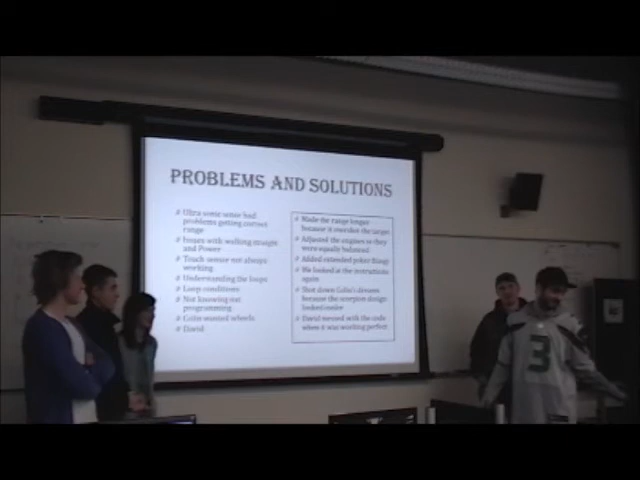 PROBLEMS AND SOLUTIONS
Ultra sonic sensor had
problems getting correct
range
Issues with walking straight
and Power
Touch sensor not always
working
Understanding the loops
Loop conditions
Not knowing our
programming
Colin wanted wheels
David
Made the range longer
because it overshot the target
Adjusted the engines so they
were equally balanced
Added extended poker thingy
We looked at the instructions
again
Shut down Colin's dreams
because the scorpion design
looked cooler
David messed with the code
when it was working perfect
3